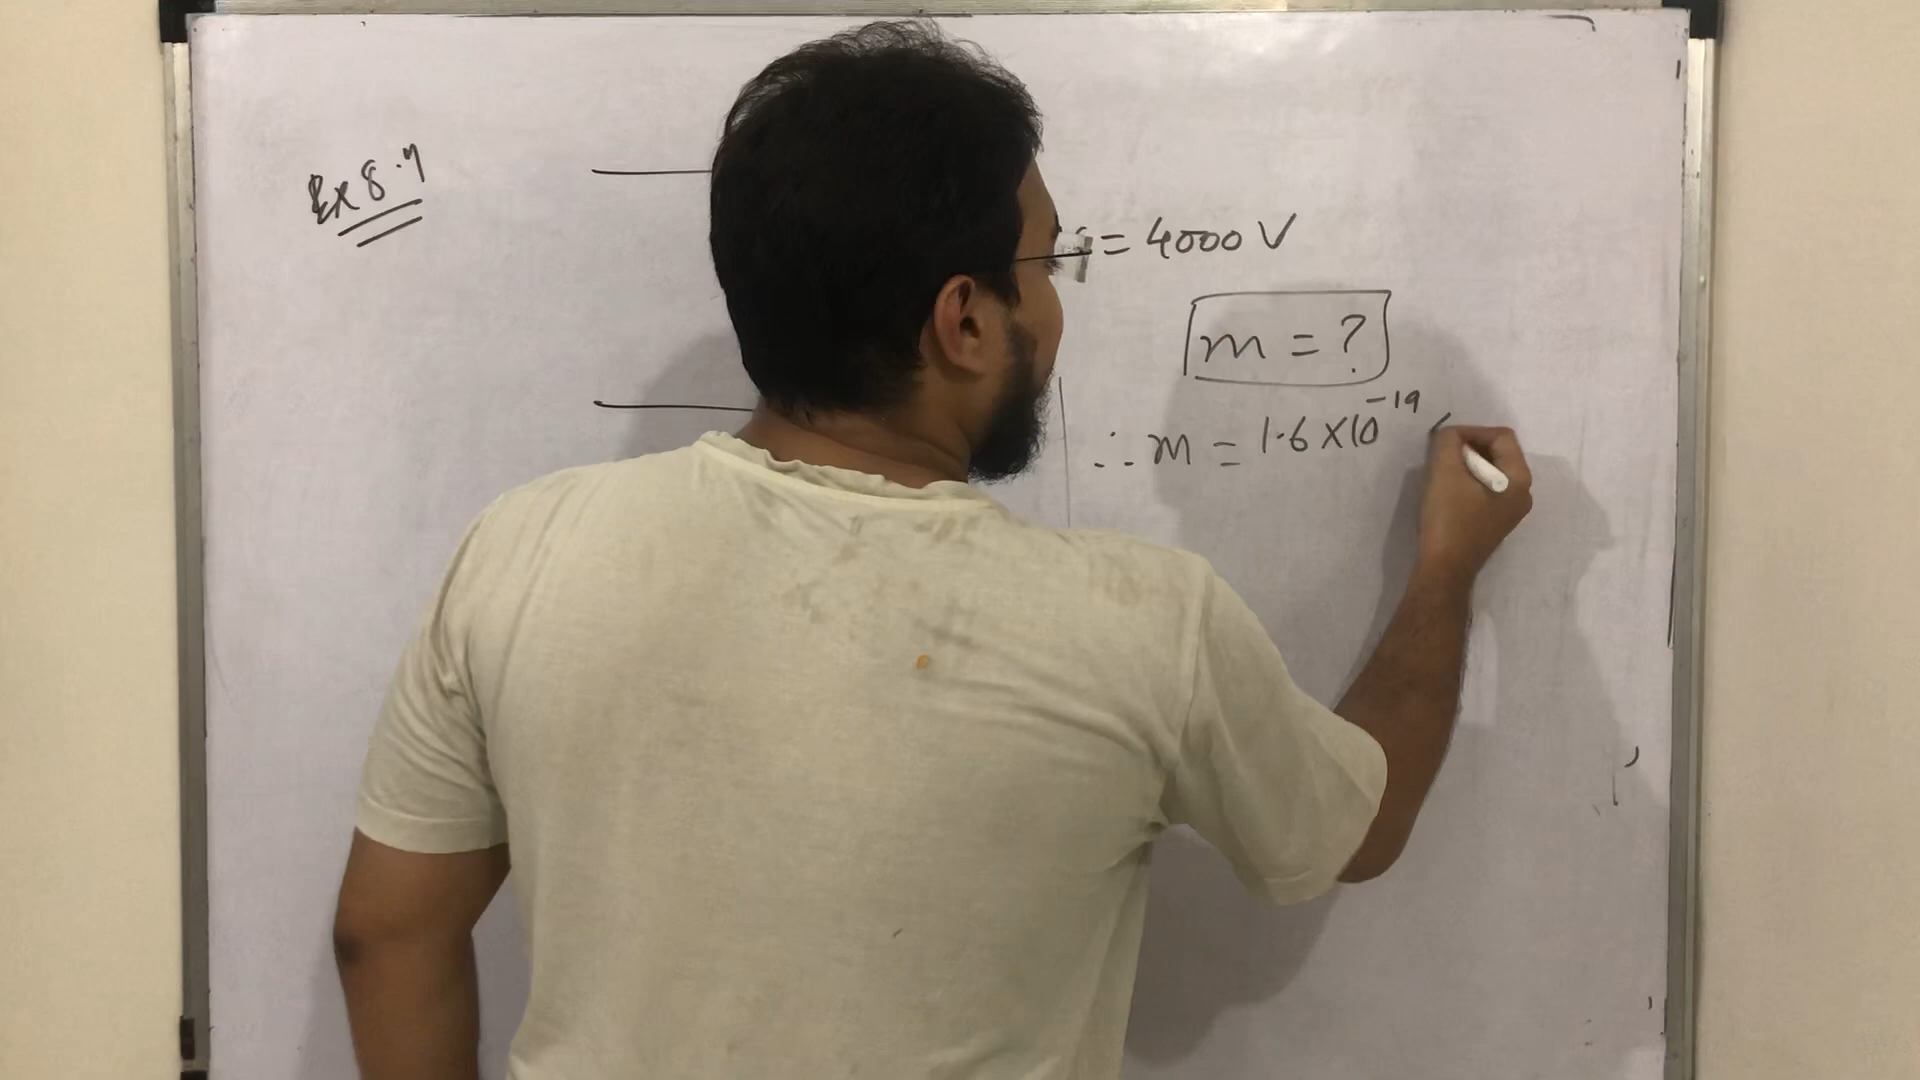 Ex 8.7
= 4000 V
m = ?
∴ m = 1.6 × 10⁻¹⁹